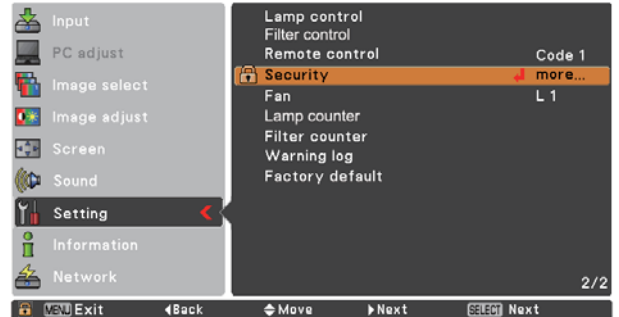 Input
PC adjust
Image select
Image adjust
Screen
Sound
Setting
Information
Network
Lamp control
Filter control
Remote control Code 1
Security more...
Fan L 1
Lamp counter
Filter counter
Warning log
Factory default
2/2
MENU Exit Back Move Next SELECT Next